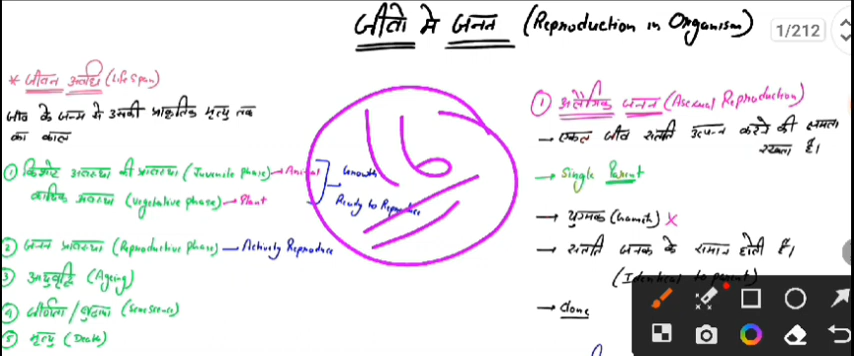 जीवो मे जनन (Reproduction in Organism)
1/212
* जीवन अवधि (Life Span)
जीव के जन्म से उसकी प्राकृतिक मृत्यु तक
का काल
① किशोर अवस्था की प्रावस्था (Juvenile phase) → Animal
कायिक अवस्था (Vegetative phase) → Plant
Growth
Ready to Reproduce
② जनन प्रावस्था (Reproductive Phase) — Actively Reproduce
③ आयुवृद्धि (Ageing)
④ जीर्णता / वृद्धावस्था (Senescence)
⑤ मृत्यु (Death)
16
① अलैंगिक जनन (Asexual Reproduction)
→ एकल जीव संतति उत्पन्न करने की क्षमता
रखता है।
→ Single Parent
→ युग्मक (Gamete) X
→ संतति जनक के समान होती है।
(Identical to parent)
→ clone